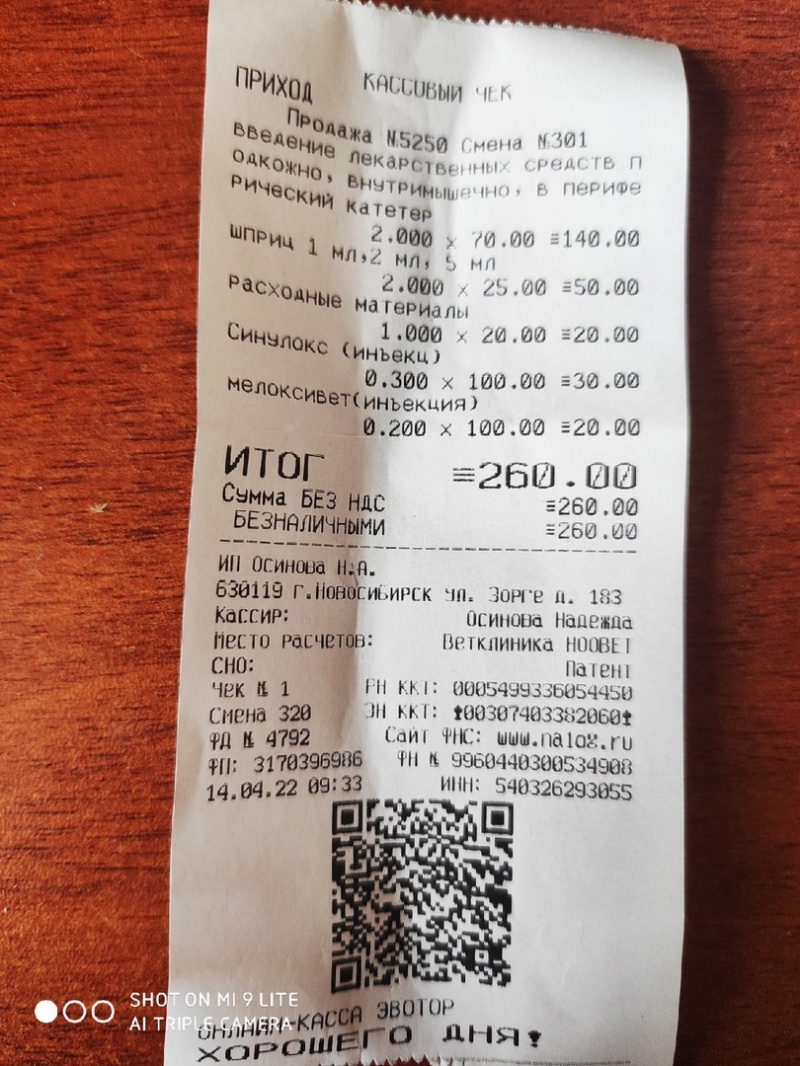 КАССОВЫЙ ЧЕК
ПРИХОД
Продажа №5250 Смена №301
введение лекарственных средств п
одкожно, внутримышечно, в перифе
рический катетер
2.000 x 70.00 ≡140.00
шприц 1 мл,2 мл, 5 мл
2.000 x 25.00 ≡50.00
Расходные материалы
1.000 x 20.00 ≡20.00
Синулокс (инъекц)
0.300 x 100.00 ≡30.00
мелоксивет(инъекция)
0.200 x 100.00 ≡20.00
ИТОГ ≡260.00
Сумма БЕЗ НДС ≡260.00
БЕЗНАЛИЧНЫМИ ≡260.00
ИП Осинова Н.А.
630119 г.Новосибирск ул. Зорге д. 183
Кассир: Осинова Надежда
Место расчетов: Ветклиника НООВЕТ
СНО: Патент
Чек № 1 РН ККТ: 0005499336054450
Смена 320 ЗН ККТ: *00307403382060*
ФД № 4792 Сайт ФНС: www.nalog.ru
ФП: 3170396986 ФН № 9960440300534908
14.04.22 09:33 ИНН: 540326293055
ОНЛАЙН-КАССА ЭВОТОР
ХОРОШЕГО ДНЯ!
SHOT ON MI 9 LITE
AI TRIPLE CAMERA